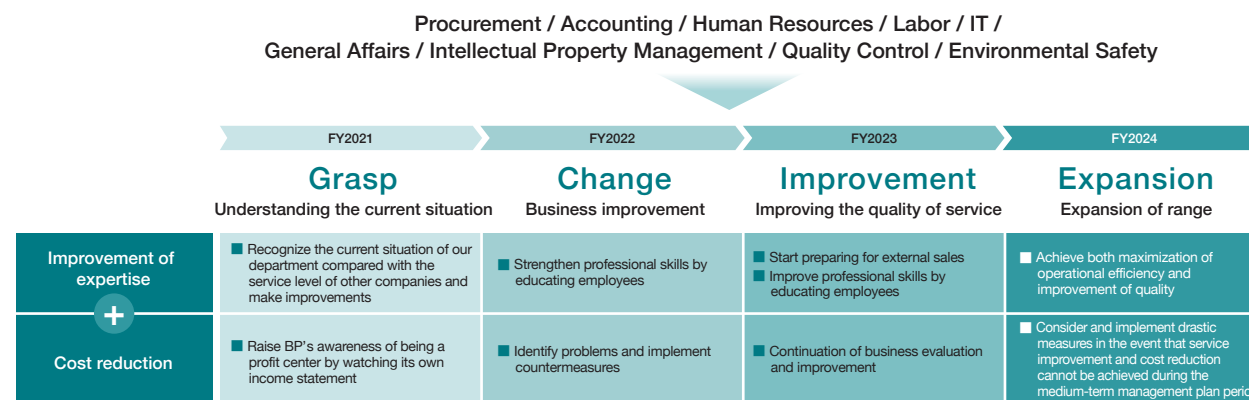 Procurement / Accounting / Human Resources / Labor / IT /
General Affairs / Intellectual Property Management / Quality Control / Environmental Safety
FY2021
FY2022
FY2023
FY2024
Grasp
Understanding the current situation
Change
Business improvement
Improvement
Improving the quality of service
Expansion
Expansion of range
Improvement of
expertise
■ Recognize the current situation of our
department compared with the
service level of other companies and
make improvements
■ Strengthen professional skills by
educating employees
■ Start preparing for external sales
■ Improve professional skills by
educating employees
■ Achieve both maximization of
operational efficiency and
improvement of quality
+
Cost reduction
■ Raise BP's awareness of being a
profit center by watching its own
income statement
■ Identify problems and implement
countermeasures
■ Continuation of business evaluation
and improvement
■ Consider and implement drastic
measures in the event that service
improvement and cost reduction
cannot be achieved during the
medium-term management plan